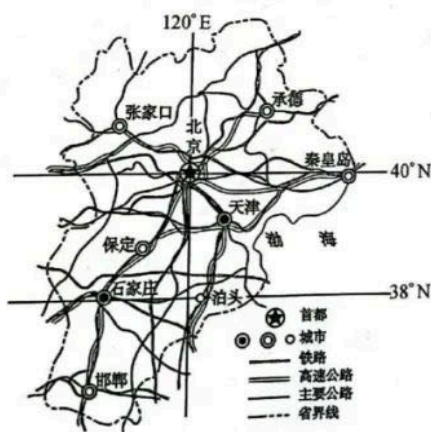 120°E
张家口
承德
北京
秦皇岛
40°N
天津
渤海
保定
石家庄
泊头
38°N
邯郸
首都
城市
铁路
高速公路
主要公路
省界线